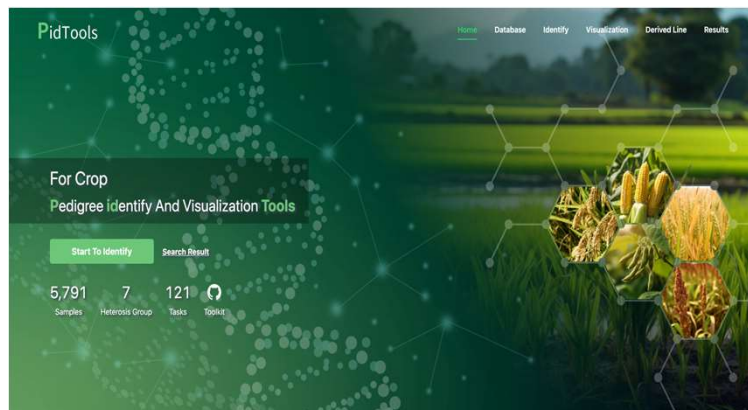 PidTools
Home Database Identify Visualization Derived Line Results
For Crop
Pedigree identify And Visualization Tools
Start To Identify Search Result
5,791 7 121
Samples Heterosis Group Tasks Toolkit